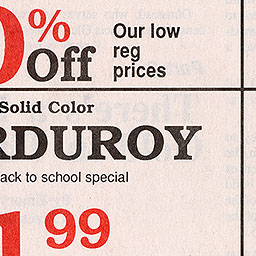 0%
Off
Our low
reg
prices
Solid Color
RDUROY
ack to school special
1 99